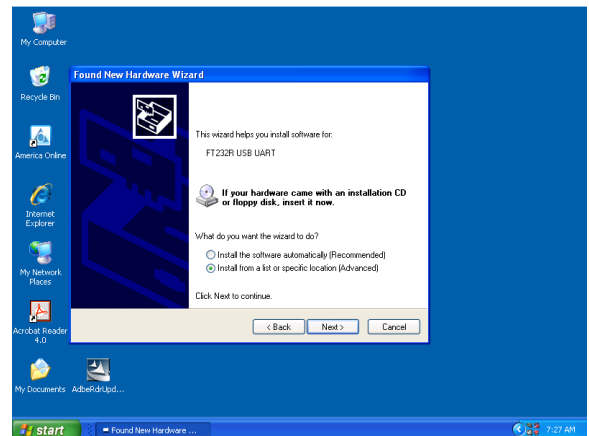 My Computer
Recycle Bin
America Online
Internet
Explorer
My Network
Places
Acrobat Reader
4.0
My Documents
AdbeRdrUpd...
Found New Hardware Wizard
This wizard helps you install software for:
FT232R USB UART
If your hardware came with an installation CD
or floppy disk, insert it now.
What do you want the wizard to do?
Install the software automatically (Recommended)
Install from a list or specific location (Advanced)
Click Next to continue.
< Back
Next >
Cancel
start
Found New Hardware ...
7:27 AM